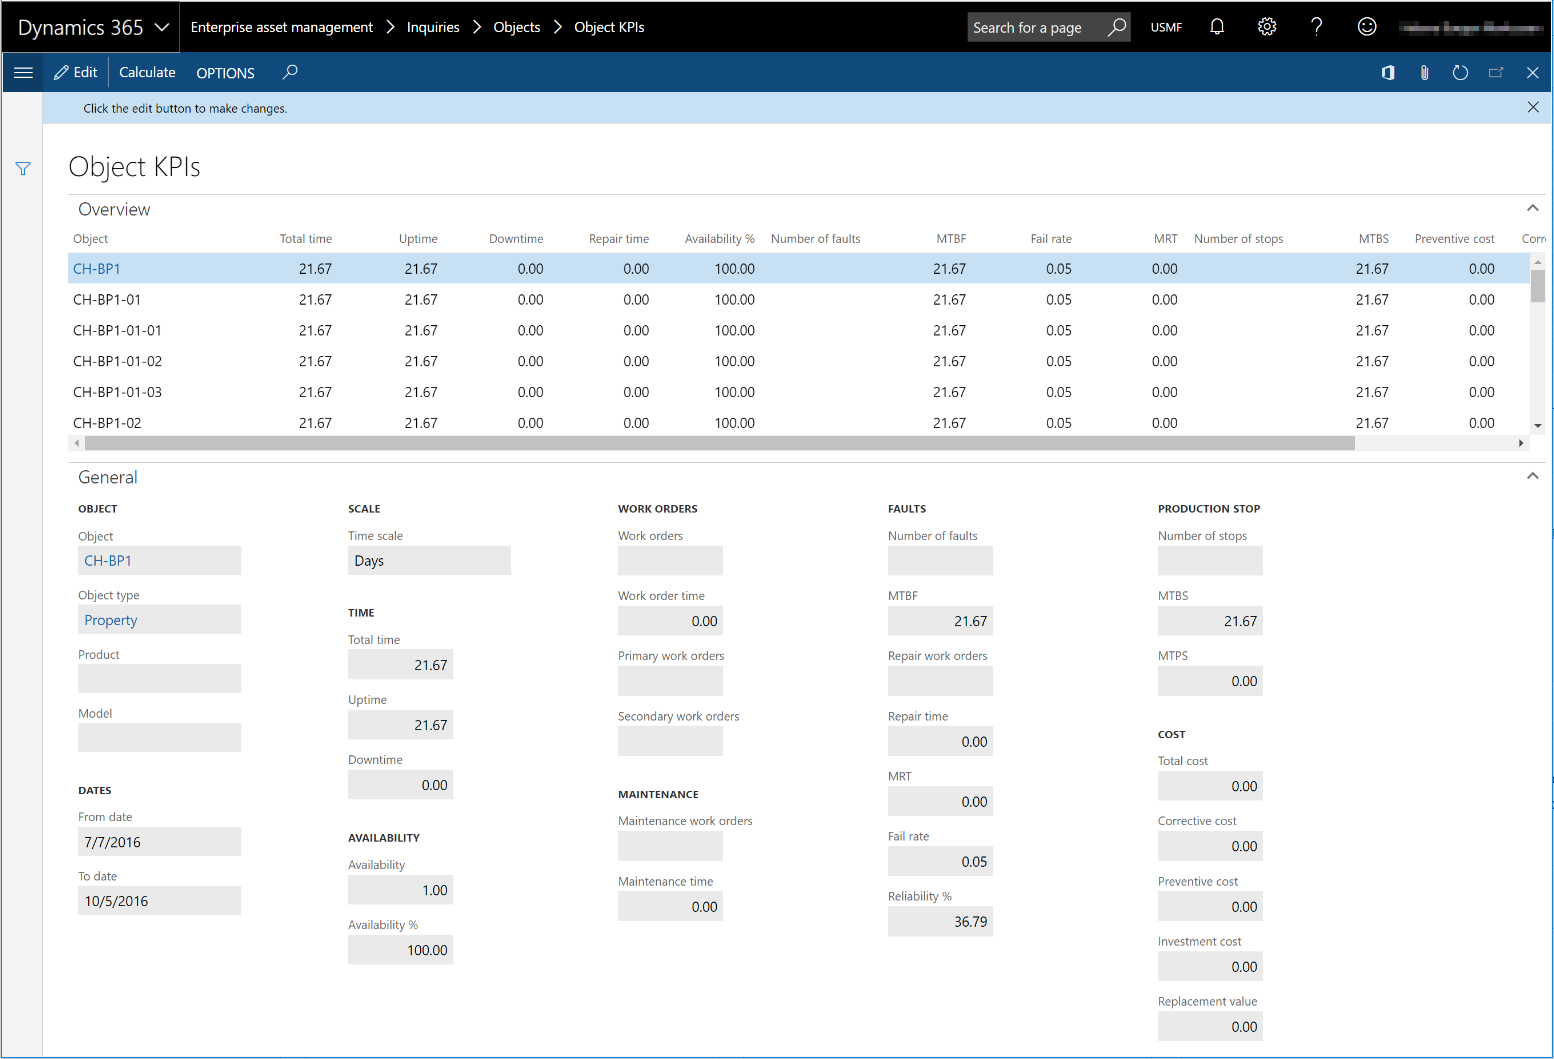 Dynamics 365 Enterprise asset management Inquiries Objects Object KPIs Search for a page USMF
Edit Calculate OPTIONS
Click the edit button to make changes.
Object KPIs
Overview
Object Total time Uptime Downtime Repair time Availability % Number of faults MTBF Fail rate MRT Number of stops MTBS Preventive cost Corr
CH-BP1 21.67 21.67 0.00 0.00 100.00 21.67 0.05 0.00 21.67 0.00
CH-BP1-01 21.67 21.67 0.00 0.00 100.00 21.67 0.05 0.00 21.67 0.00
CH-BP1-01-01 21.67 21.67 0.00 0.00 100.00 21.67 0.05 0.00 21.67 0.00
CH-BP1-01-02 21.67 21.67 0.00 0.00 100.00 21.67 0.05 0.00 21.67 0.00
CH-BP1-01-03 21.67 21.67 0.00 0.00 100.00 21.67 0.05 0.00 21.67 0.00
CH-BP1-02 21.67 21.67 0.00 0.00 100.00 21.67 0.05 0.00 21.67 0.00
General
OBJECT
Object
CH-BP1
Object type
Property
Product
Model
DATES
From date
7/7/2016
To date
10/5/2016
SCALE
Time scale
Days
TIME
Total time
21.67
Uptime
21.67
Downtime
0.00
AVAILABILITY
Availability
1.00
Availability %
100.00
WORK ORDERS
Work orders
Work order time
0.00
Primary work orders
Secondary work orders
MAINTENANCE
Maintenance work orders
Maintenance time
0.00
FAULTS
Number of faults
MTBF
21.67
Repair work orders
Repair time
0.00
MRT
0.00
Fail rate
0.05
Reliability %
36.79
PRODUCTION STOP
Number of stops
MTBS
21.67
MTPS
0.00
COST
Total cost
0.00
Corrective cost
0.00
Preventive cost
0.00
Investment cost
0.00
Replacement value
0.00